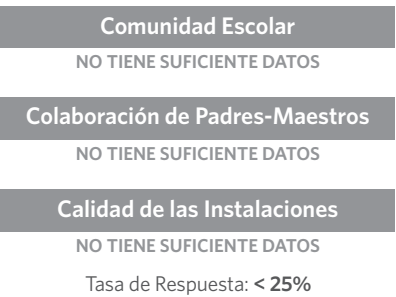 Comunidad Escolar
NO TIENE SUFICIENTE DATOS
Colaboración de Padres-Maestros
NO TIENE SUFICIENTE DATOS
Calidad de las Instalaciones
NO TIENE SUFICIENTE DATOS
Tasa de Respuesta: < 25%